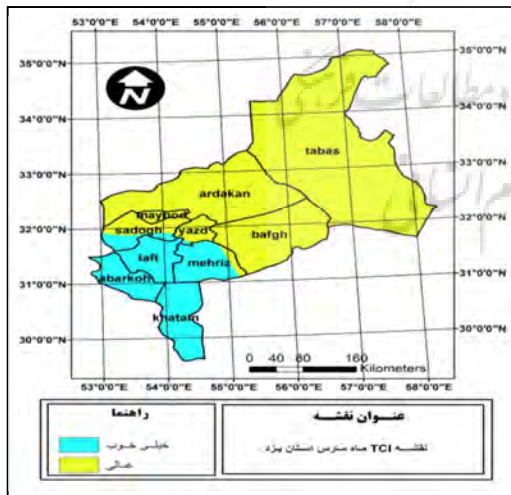 53°0'0"E 54°0'0"E 55°0'0"E 56°0'0"E 57°0'0"E 58°0'0"E
35°0'0"N 35°0'0"N
34°0'0"N 34°0'0"N
33°0'0"N 33°0'0"N
32°0'0"N 32°0'0"N
31°0'0"N 31°0'0"N
30°0'0"N 30°0'0"N
N
tabas
ardakan
maybod
sadogh
yazd
bafgh
taft
mehriz
abarkoh
khatam
0 40 80 160
Kilometers
53°0'0"E 54°0'0"E 55°0'0"E 56°0'0"E 57°0'0"E 58°0'0"E
راهنما
خیلی خوب
عالی
عنوان نقشه
نقشه TCI ماه مارس استان یزد
و مطالعات فرهنگی